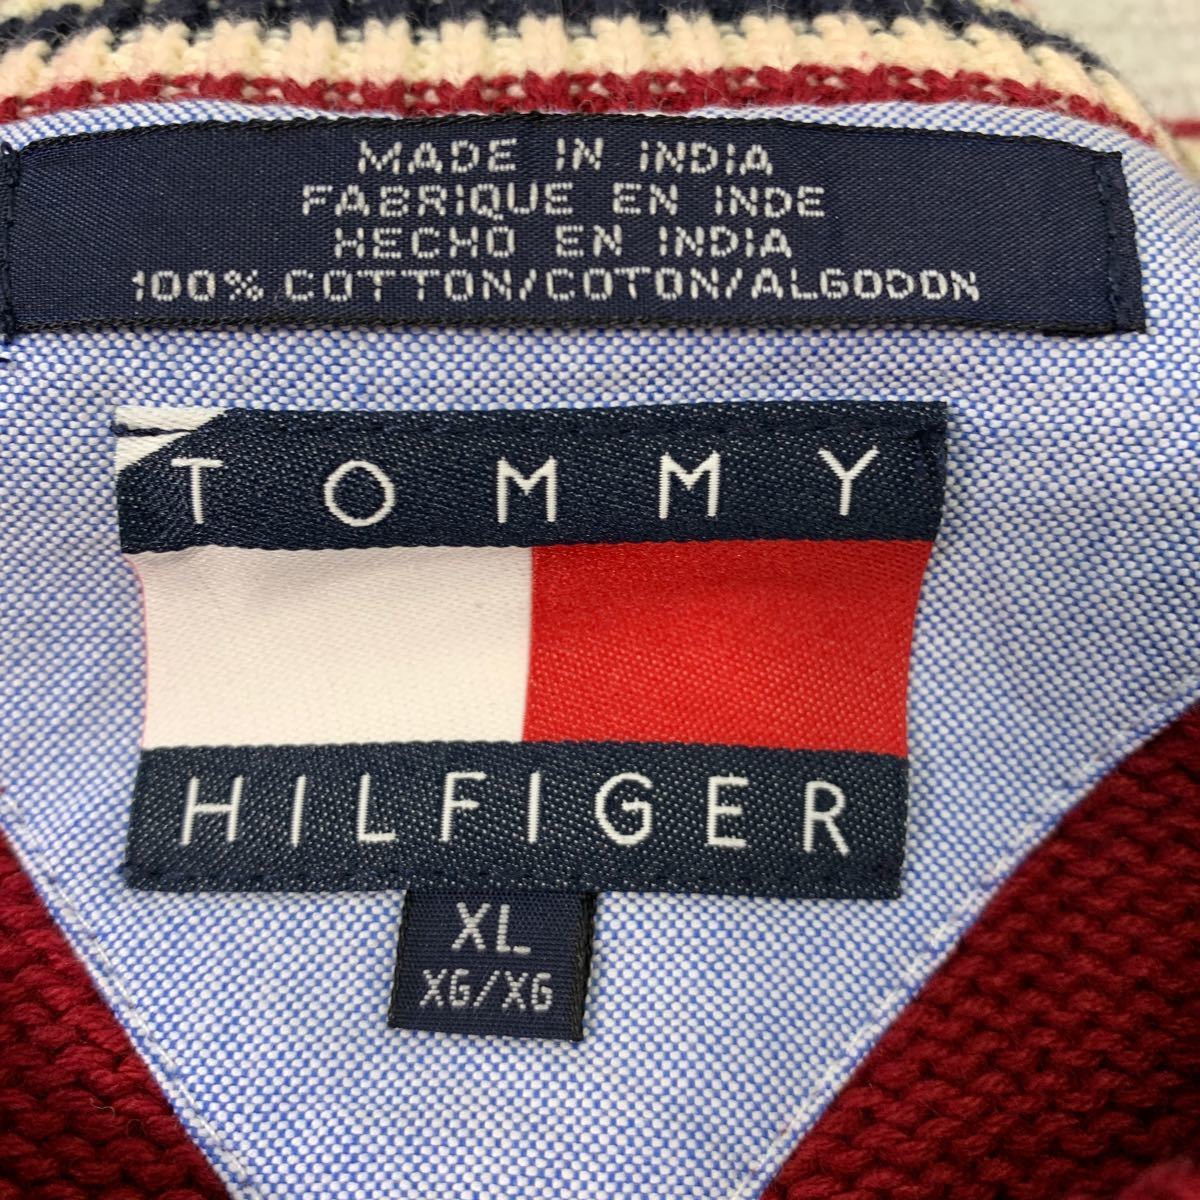 MADE IN INDIA
FABRIQUE EN INDE
HECHO EN INDIA
100% COTTON/COTON/ALGODON
TOMMY
HILFIGER
XL
XG/XG